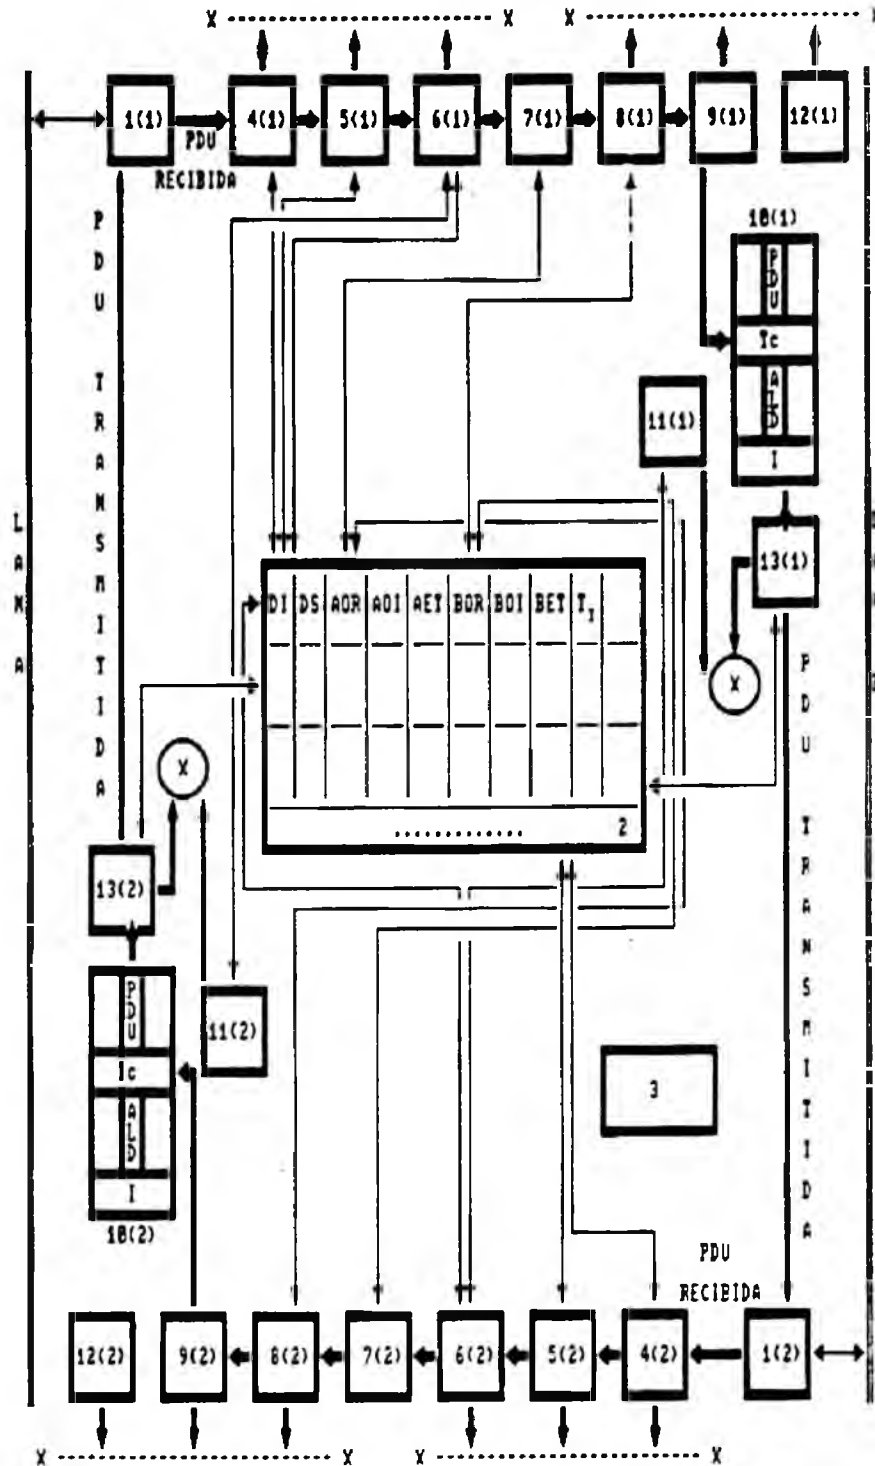 X X X X
1(1) 4(1) 5(1) 6(1) 7(1) 8(1) 9(1) 12(1)
PDU
RECIBIDA
PDU TRANSMITIDA
10(1)
PDU
Tc
ALD
I
11(1)
13(1)
X
LAN A
DI DS AOR AOI AET BOR BOI BET T I
............. 2
X
13(2)
PDU TRANSMITIDA
PDU
Tc
ALD
I
10(2)
11(2)
3
PDU
RECIBIDA
12(2) 9(2) 8(2) 7(2) 6(2) 5(2) 4(2) 1(2)
X X X X